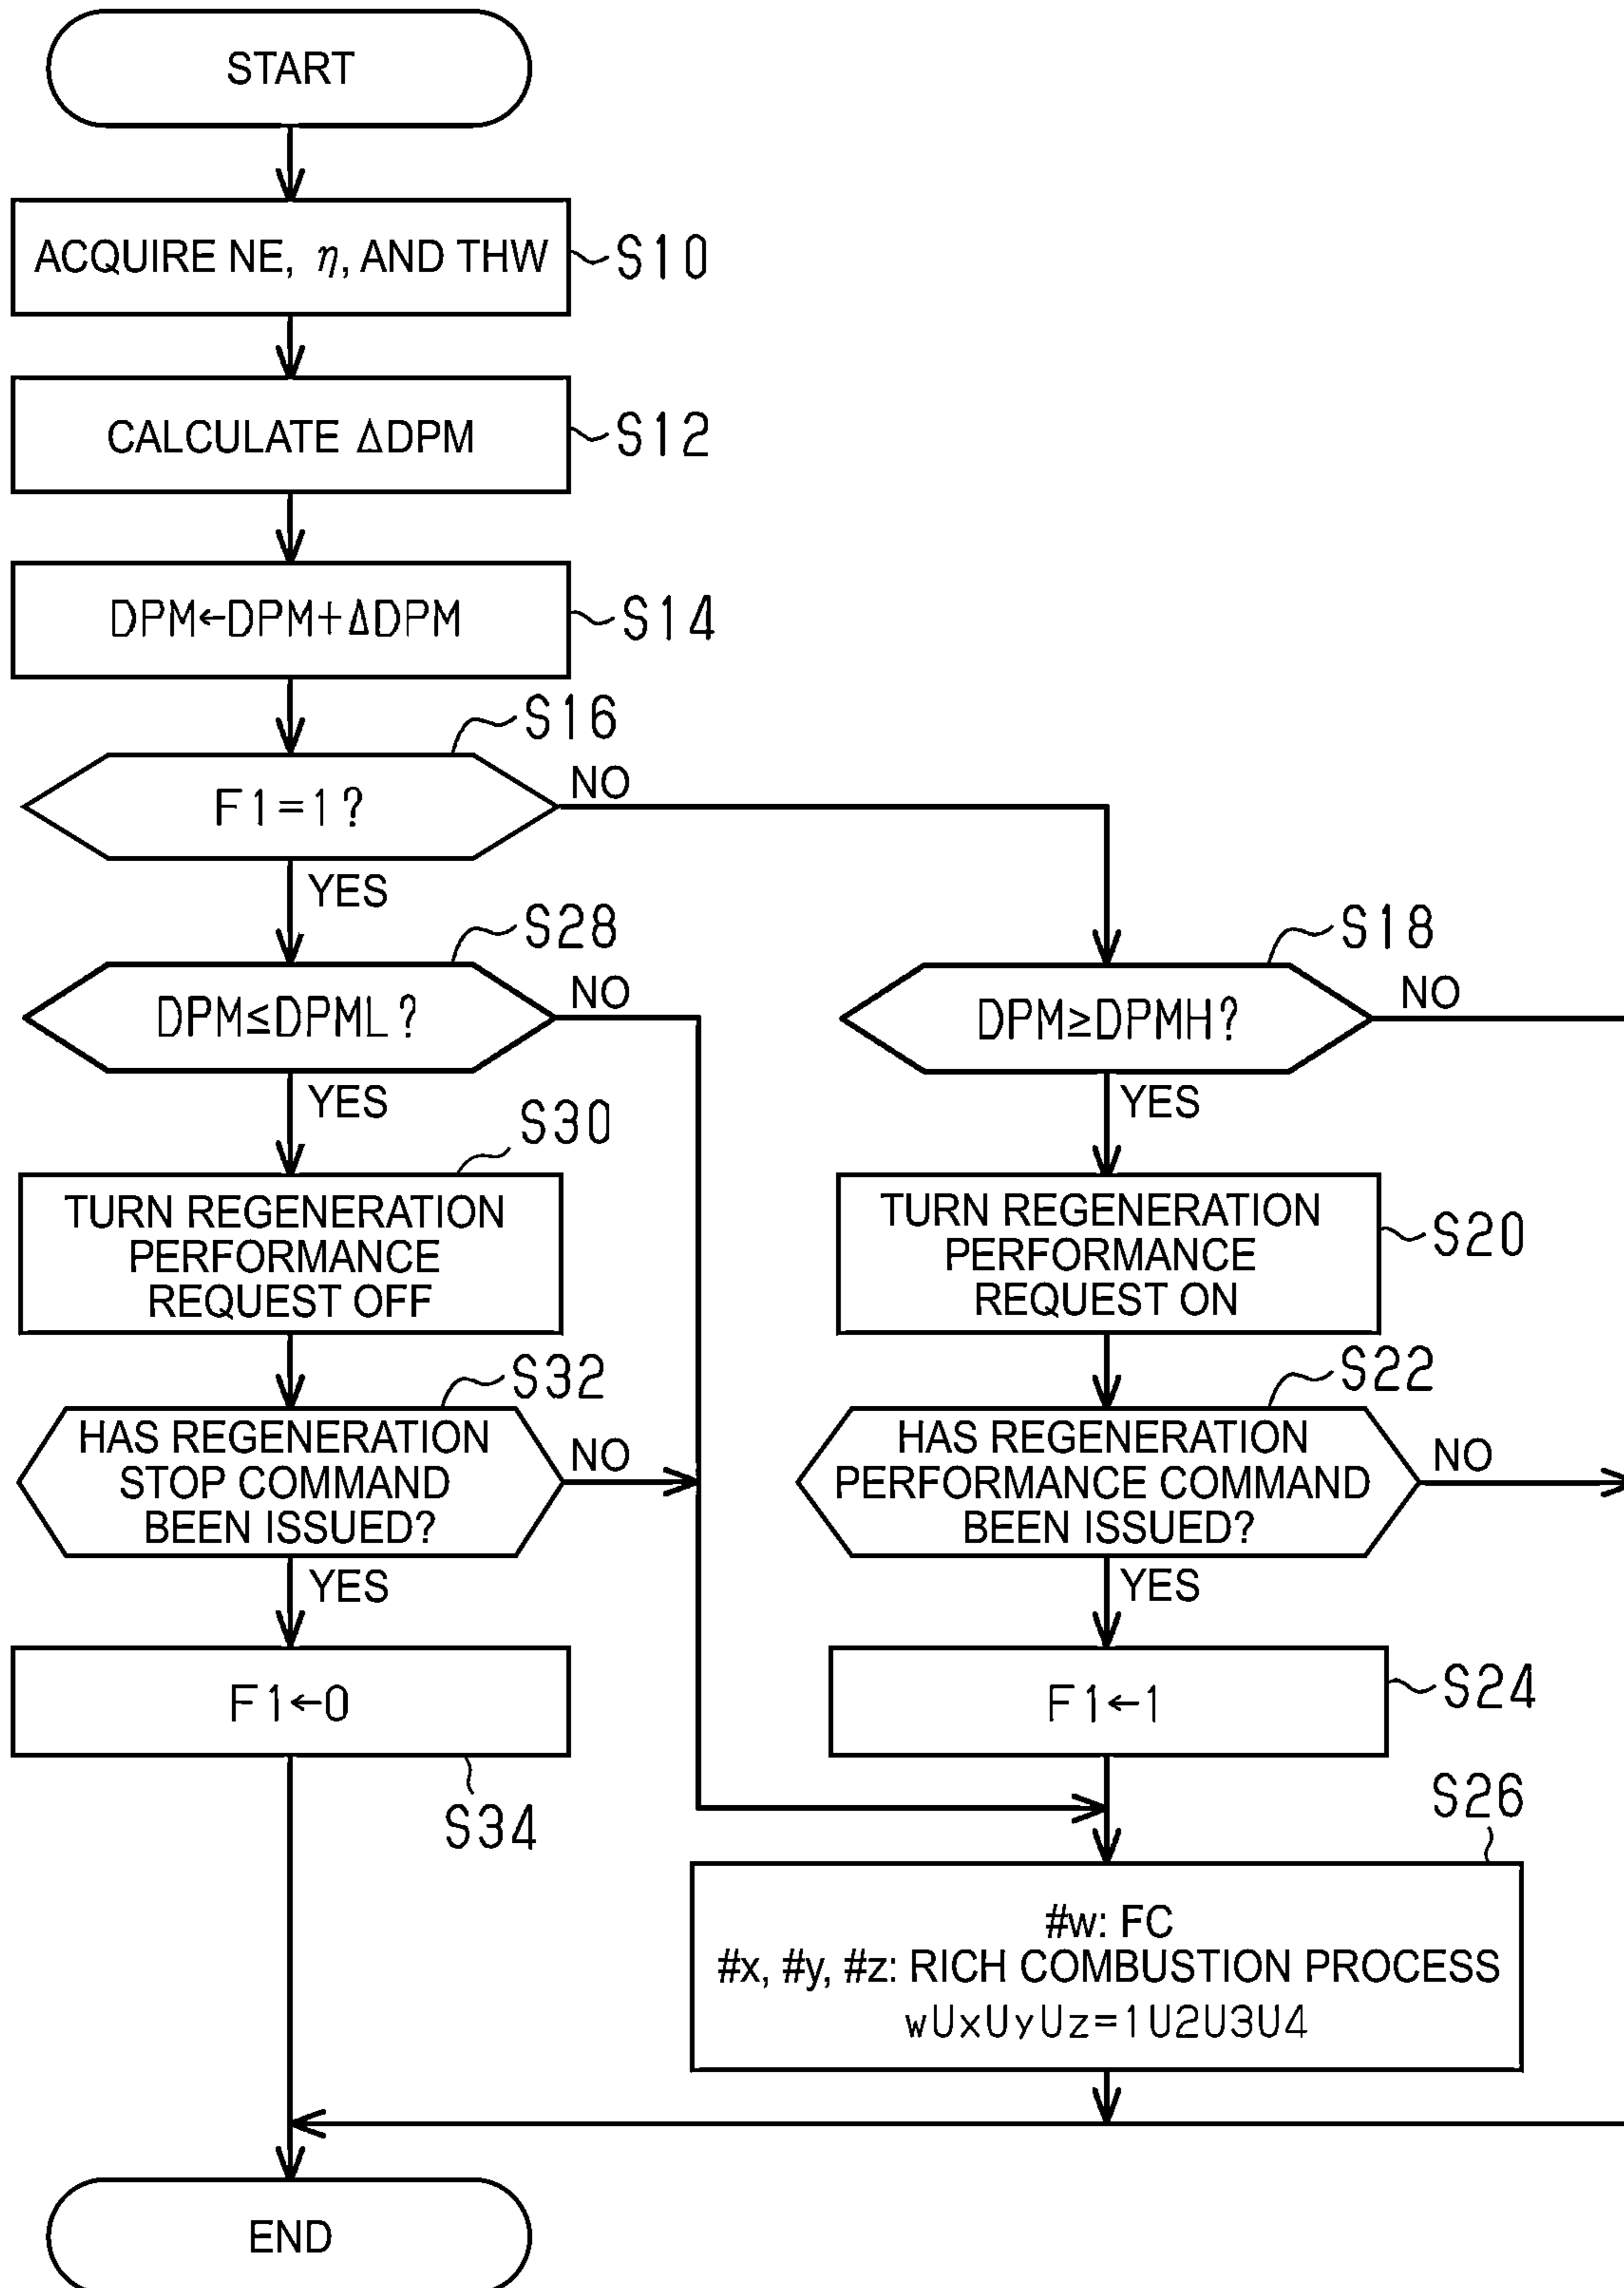 START
ACQUIRE NE, η, AND THW
S10
CALCULATE ΔDPM
S12
DPM←DPM+ΔDPM
S14
S16
F1=1?
NO
YES
S28
DPM≤DPML?
NO
YES
S18
DPM≥DPMH?
NO
YES
S30
TURN REGENERATION
PERFORMANCE
REQUEST OFF
TURN REGENERATION
PERFORMANCE
REQUEST ON
S20
S32
HAS REGENERATION
STOP COMMAND
BEEN ISSUED?
NO
YES
S22
HAS REGENERATION
PERFORMANCE COMMAND
BEEN ISSUED?
NO
YES
F1←0
S34
F1←1
S24
S26
#w: FC
#x, #y, #z: RICH COMBUSTION PROCESS
wUxUyUz=1U2U3U4
END